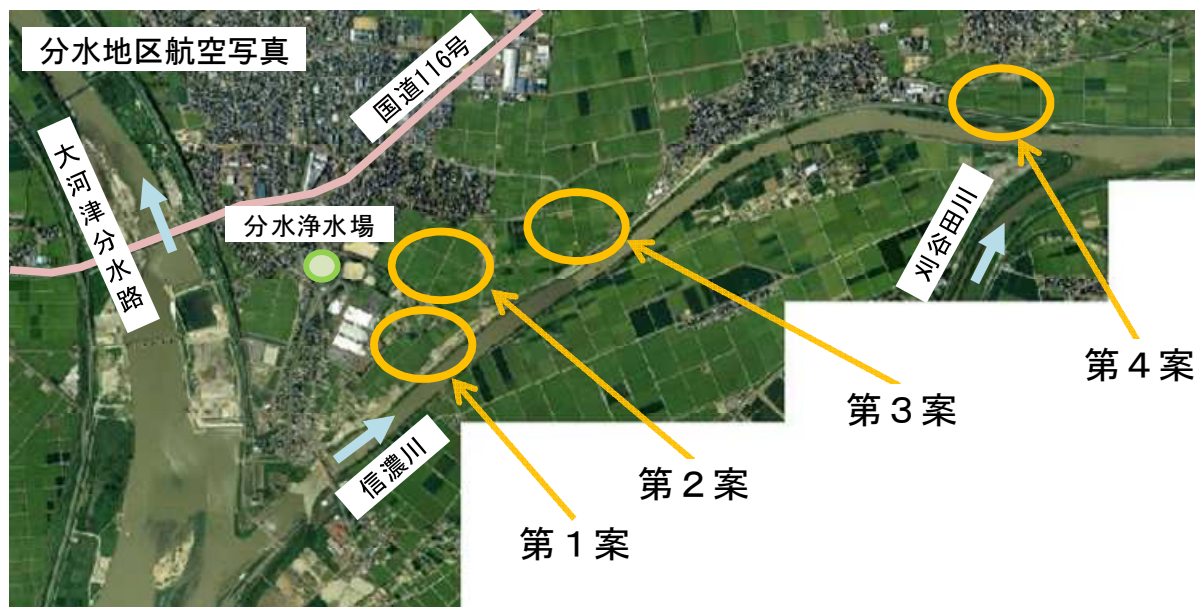 分水地区航空写真
国道116号
大河津分水路
分水浄水場
信濃川
刈谷田三
第1案
第2案
第3案
第4案